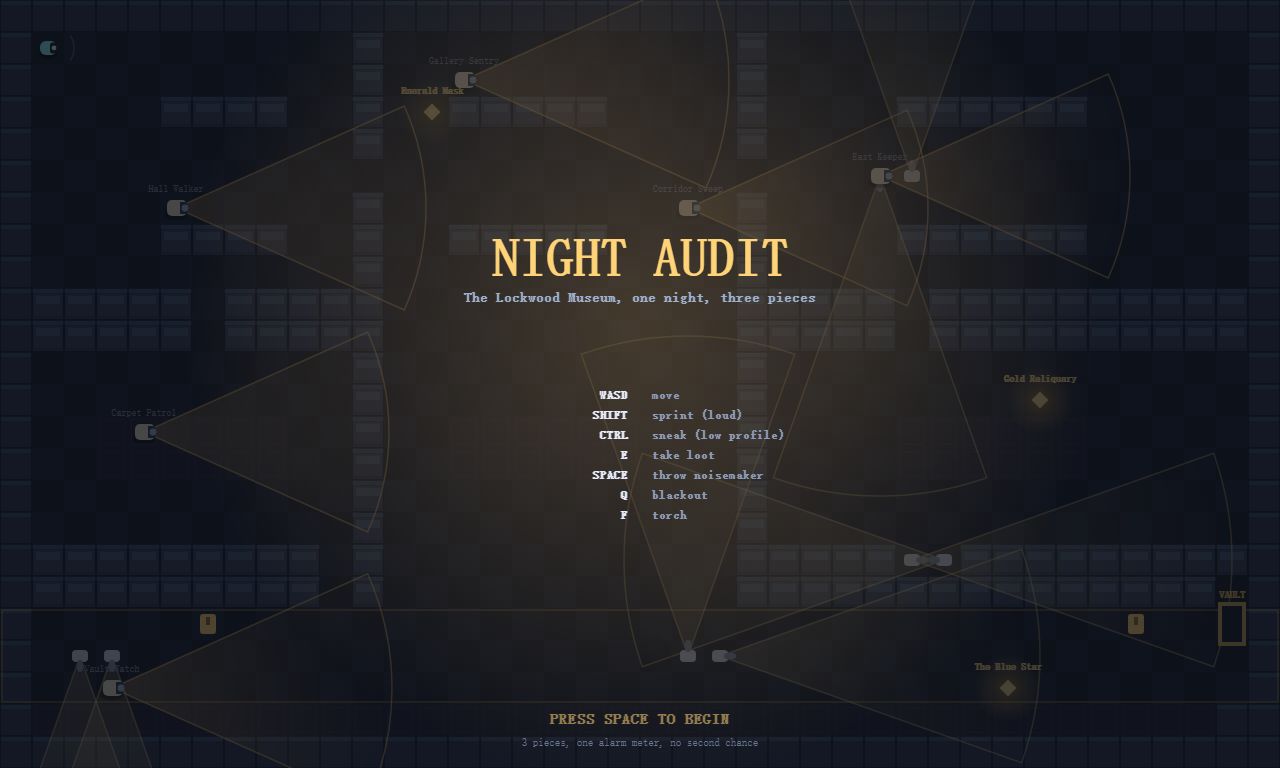 Gallery Sentry
Emerald Mask
East Keeper
Hall Walker
Corridor Sweep
NIGHT AUDIT
The Lockwood Museum, one night, three pieces
Gold Reliquary
WASD move
SHIFT sprint (loud)
Carpet Patrol
CTRL sneak (low profile)
E take loot
SPACE throw noisemaker
Q blackout
F torch
VAULT
Vault Watch
The Blue Star
PRESS SPACE TO BEGIN
3 pieces, one alarm meter, no second chance